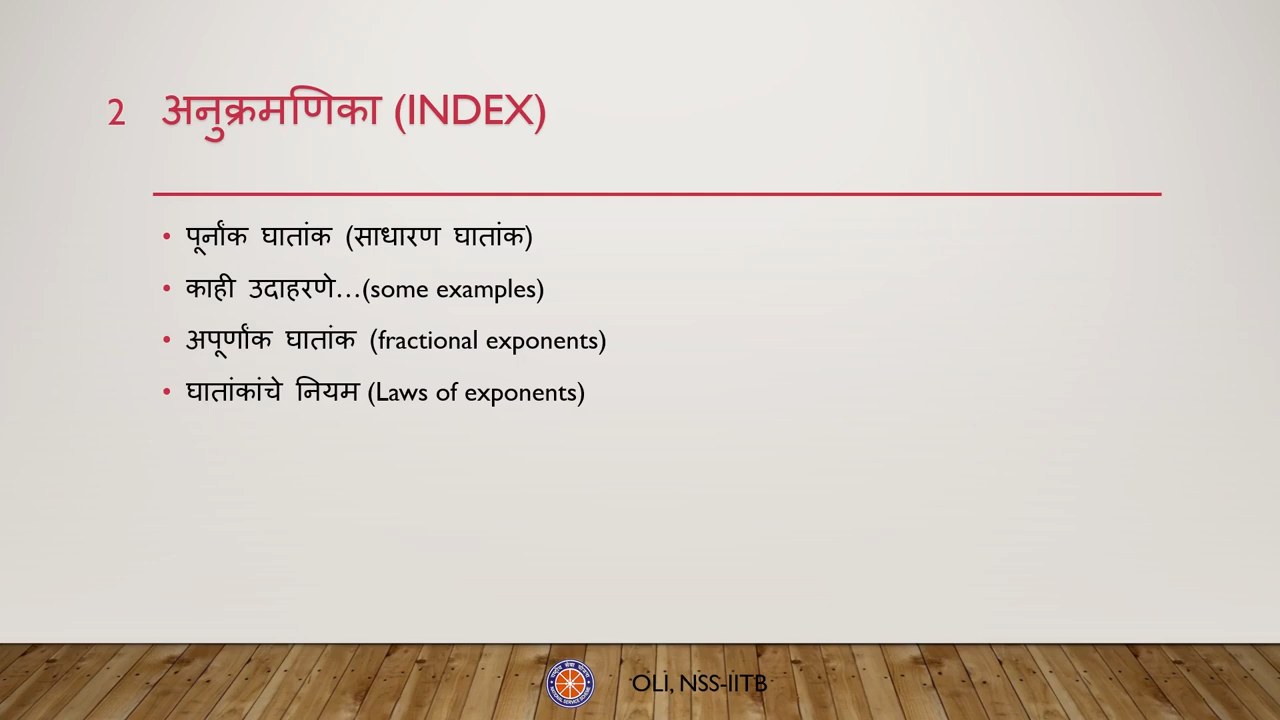 2 अनुक्रमणिका (INDEX)
• पूर्नांक घातांक (साधारण घातांक)
• काही उदाहरणे...(some examples)
• अपूर्णांक घातांक (fractional exponents)
• घातांकांचे नियम (Laws of exponents)
OLI, NSS-IITB